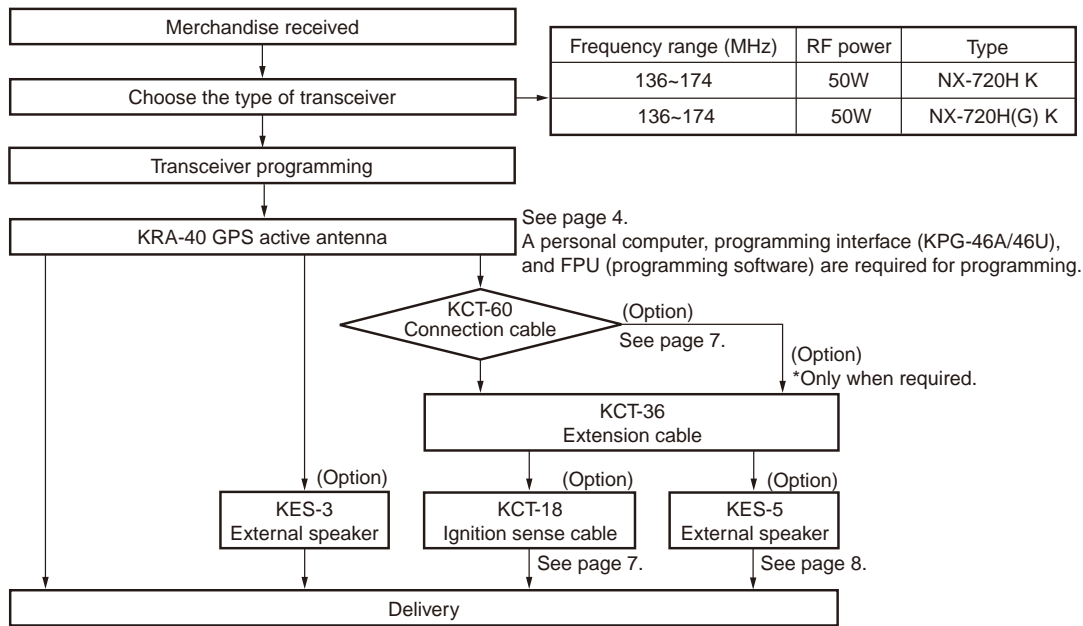 Merchandise received
Frequency range (MHz) RF power Type
136~174 50W NX-720H K
136~174 50W NX-720H(G) K
Choose the type of transceiver
Transceiver programming
KRA-40 GPS active antenna
See page 4.
A personal computer, programming interface (KPG-46A/46U),
and FPU (programming software) are required for programming.
KCT-60
Connection cable
(Option)
See page 7.
(Option)
*Only when required.
KCT-36
Extension cable
(Option)
KES-3
External speaker
(Option)
KCT-18
Ignition sense cable
See page 7.
(Option)
KES-5
External speaker
See page 8.
Delivery